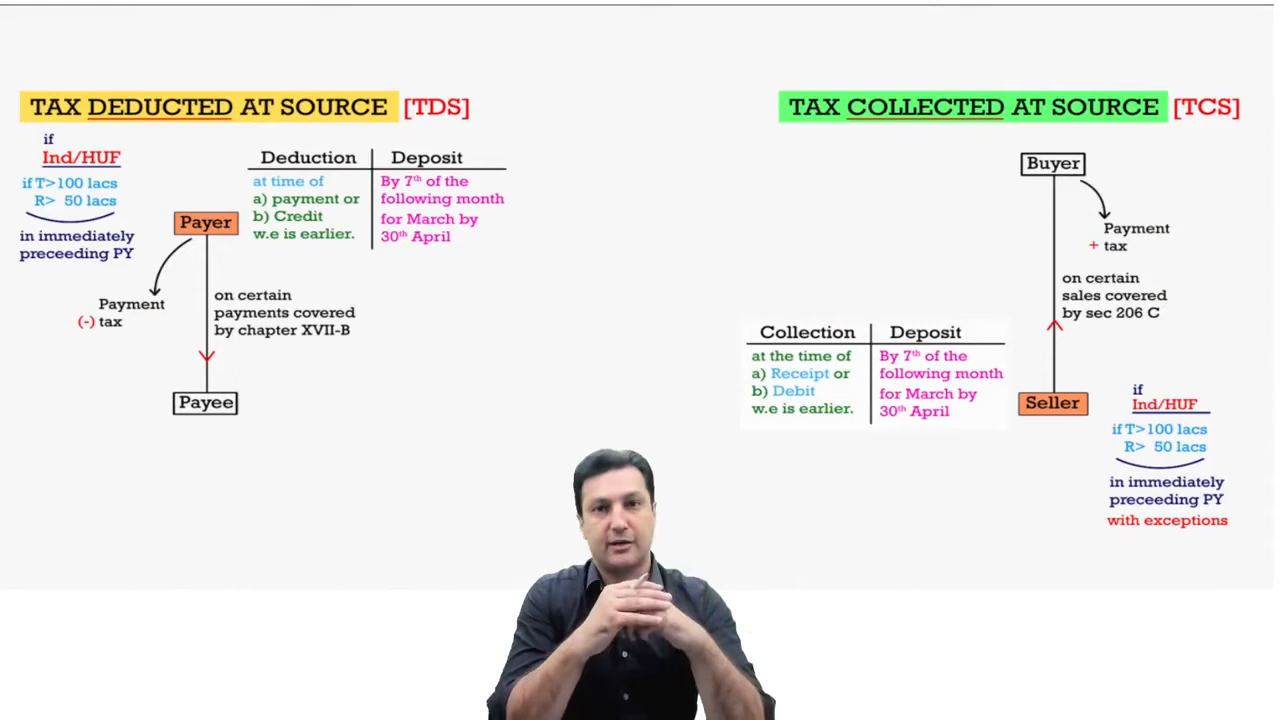 TAX DEDUCTED AT SOURCE [TDS]
if
Ind/HUF
if T>100 lacs
R> 50 lacs
in immediately
preceeding PY
Payer
Deduction
at time of
a) payment or
b) Credit
w.e is earlier.
Deposit
By 7th of the
following month
for March by
30th April
Payment
(-) tax
on certain
payments covered
by chapter XVII-B
Payee
TAX COLLECTED AT SOURCE [TCS]
Buyer
Payment
+ tax
on certain
sales covered
by sec 206 C
Collection
at the time of
a) Receipt or
b) Debit
w.e is earlier.
Deposit
By 7th of the
following month
for March by
30th April
Seller
if
Ind/HUF
if T>100 lacs
R> 50 lacs
in immediately
preceeding PY
with exceptions